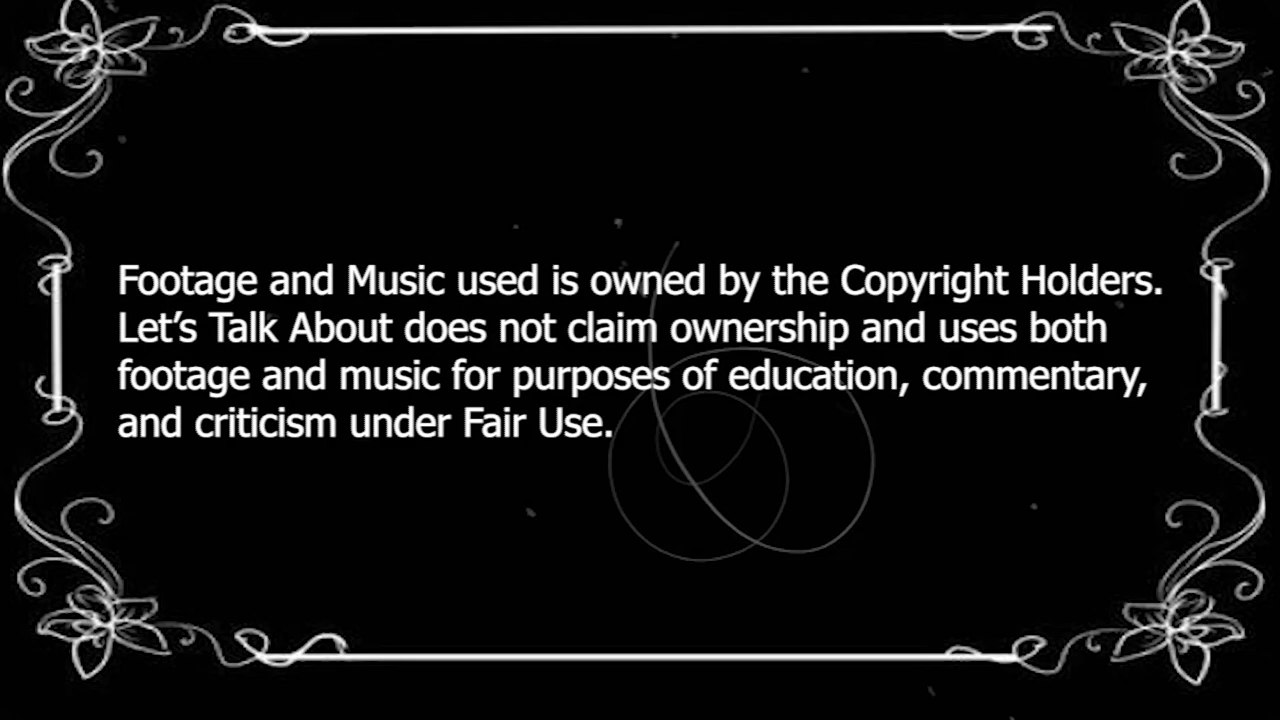 Footage and Music used is owned by the Copyright Holders.
Let’s Talk About does not claim ownership and uses both
footage and music for purposes of education, commentary,
and criticism under Fair Use.